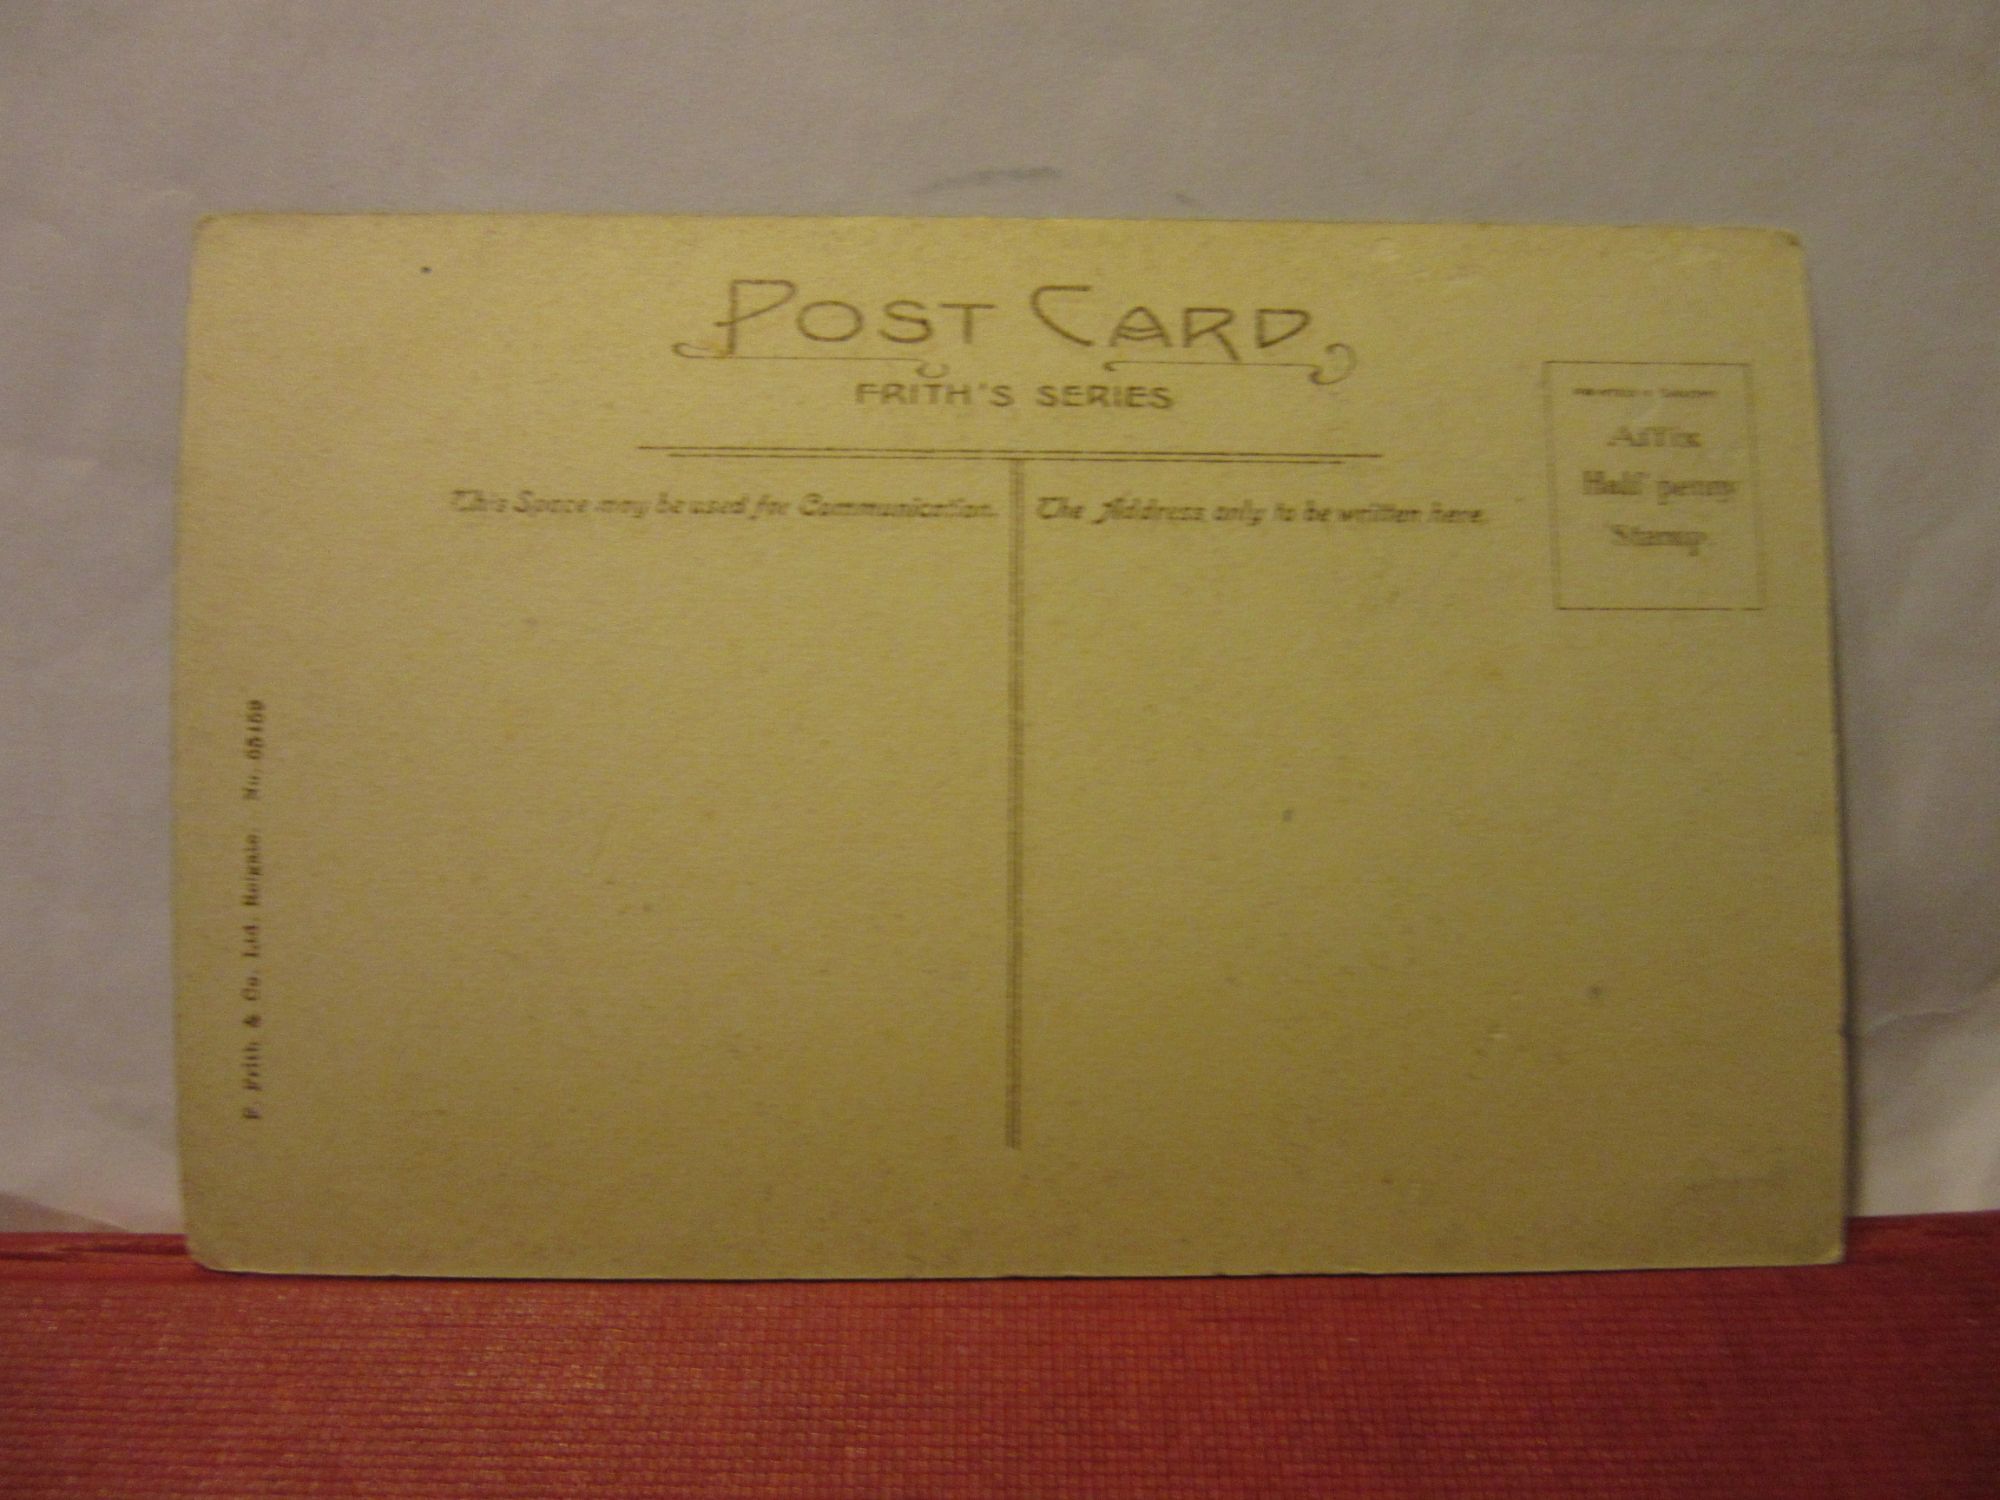 POST CARD
FRITH'S SERIES
This Space may be used for Communication.
The Address only to be written here.
Affix
Half penny
Stamp
F. Frith & Co. Ltd. Reigate. No.